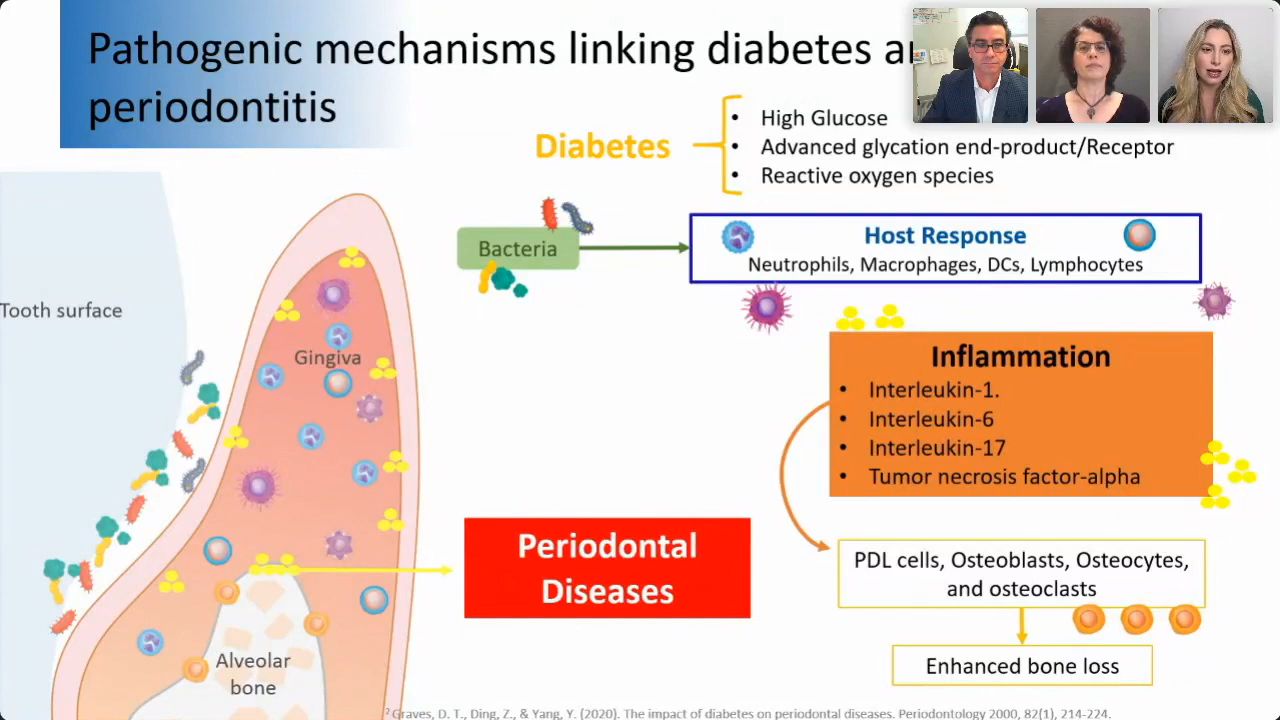 Pathogenic mechanisms linking diabetes
periodontitis
Diabetes
• High Glucose
• Advanced glycation end-product/Receptor
• Reactive oxygen species
Bacteria
Host Response
Neutrophils, Macrophages, DCs, Lymphocytes
Tooth surface
Gingiva
Inflammation
• Interleukin-1.
• Interleukin-6
• Interleukin-17
• Tumor necrosis factor-alpha
Periodontal
Diseases
PDL cells, Osteoblasts, Osteocytes,
and osteoclasts
Alveolar
bone
Enhanced bone loss
² Graves, D. T., Ding, Z., & Yang, Y. (2020). The impact of diabetes on periodontal diseases. Periodontology 2000, 82(1), 214-224.